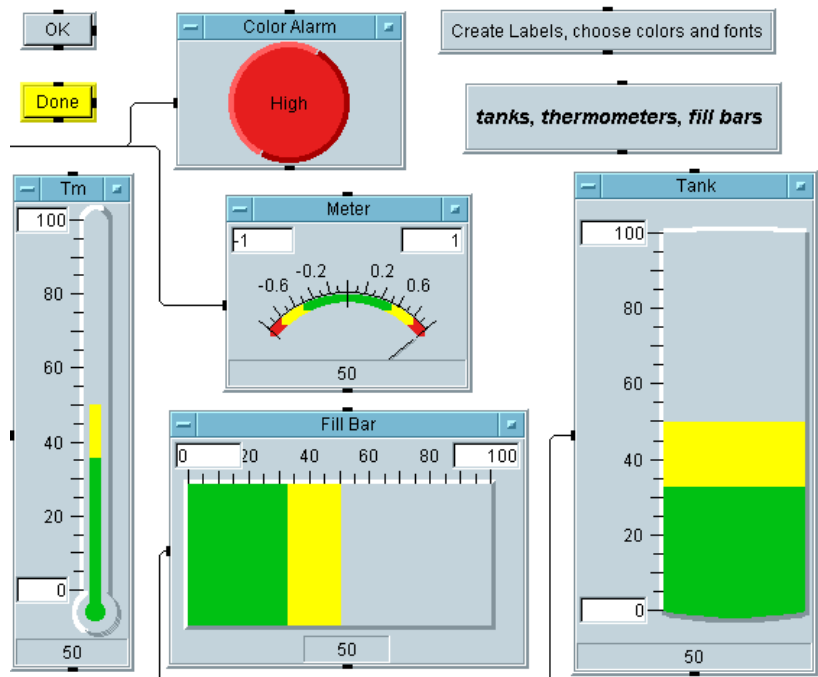 OK
Color Alarm
Create Labels, choose colors and fonts
Done
High
tanks, thermometers, fill bars
Tm
100
80
60
40
20
0
50
Meter
-1 1
-0.6 -0.2 0.2 0.6
50
Fill Bar
0 20 40 60 80 100
50
Tank
100
80
60
40
20
0
50